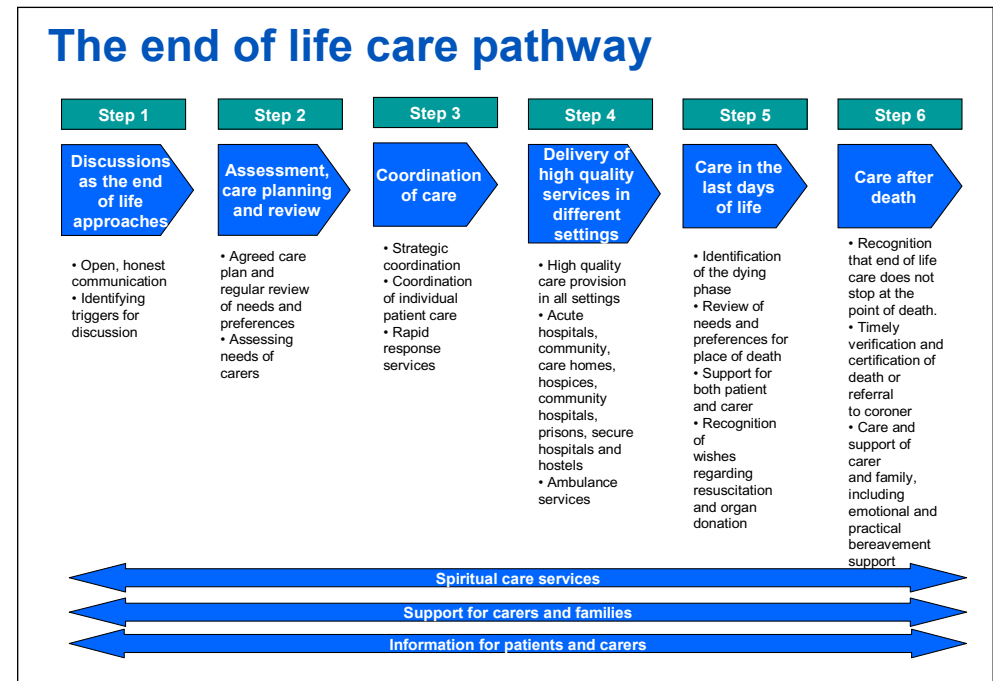 The end of life care pathway
Step 1
Step 2
Step 3
Step 4
Step 5
Step 6
Discussions
as the end
of life
approaches
Assessment,
care planning
and review
Coordination
of care
Delivery of
high quality
services in
different
settings
Care in the
last days
of life
Care after
death
• Open, honest
communication
• Identifying
triggers for
discussion
• Agreed care
plan and
regular review
of needs and
preferences
• Assessing
needs of
carers
• Strategic
coordination
• Coordination
of individual
patient care
• Rapid
response
services
• High quality
care provision
in all settings
• Acute
hospitals,
community,
care homes,
hospices,
community
hospitals,
prisons, secure
hospitals and
hostels
• Ambulance
services
• Identification
of the dying
phase
• Review of
needs and
preferences for
place of death
• Support for
both patient
and carer
• Recognition
of
wishes
regarding
resuscitation
and organ
donation
• Recognition
that end of life
care does not
stop at the
point of death.
• Timely
verification and
certification of
death or
referral
to coroner
• Care and
support of
carer
and family,
including
emotional and
practical
bereavement
support
Spiritual care services
Support for carers and families
Information for patients and carers